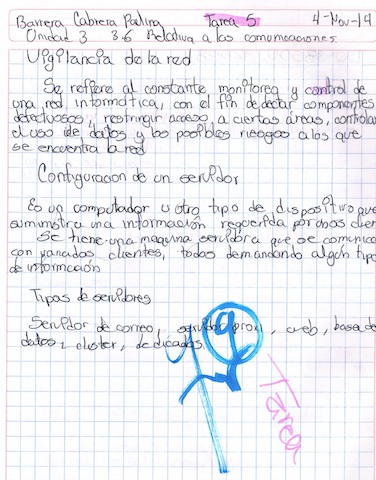 Barrera Cabrera Paulina Tarea 5 4-Nov-14
Unidad 3 3.6 Relativa a las comunicaciones.
Vigilancia de la red
Se refiere al constante monitoreo y control de
una red informática, con el fin de dectar componentes
defectuosos, restringir acceso a ciertas áreas, controlar
el uso de datos y los posibles riesgos a los que
se encuentra la red
Configuracion de un servidor
Es un computador u otro tipo de dispositivo que
suministra una información requerida por unos clien
Se tiene una maquina servidora que se comunica
con variados clientes, todos demandando algún tipo
de información
Tipos de servidores
Servidor de correo, servidor proxi, web, base de
datos, cluster, dedicados.
9
Tarea